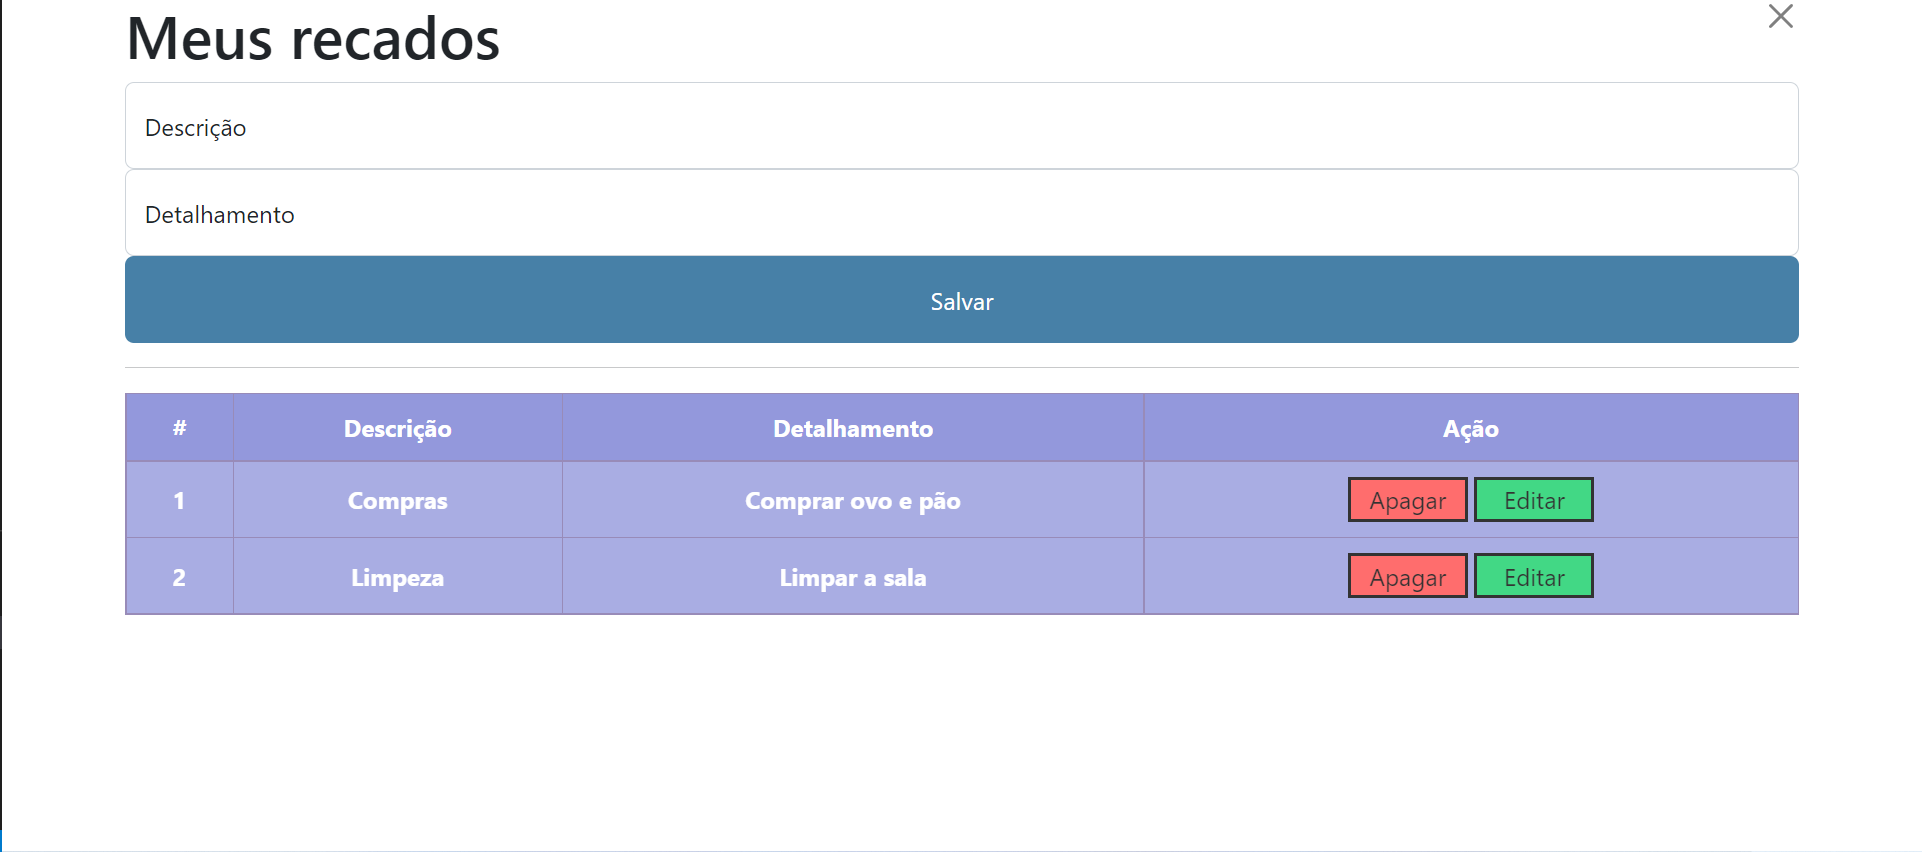 Meus recados
Descrição
Detalhamento
Salvar
# Descrição Detalhamento Ação
1 Compras Comprar ovo e pão Apagar Editar
2 Limpeza Limpar a sala Apagar Editar